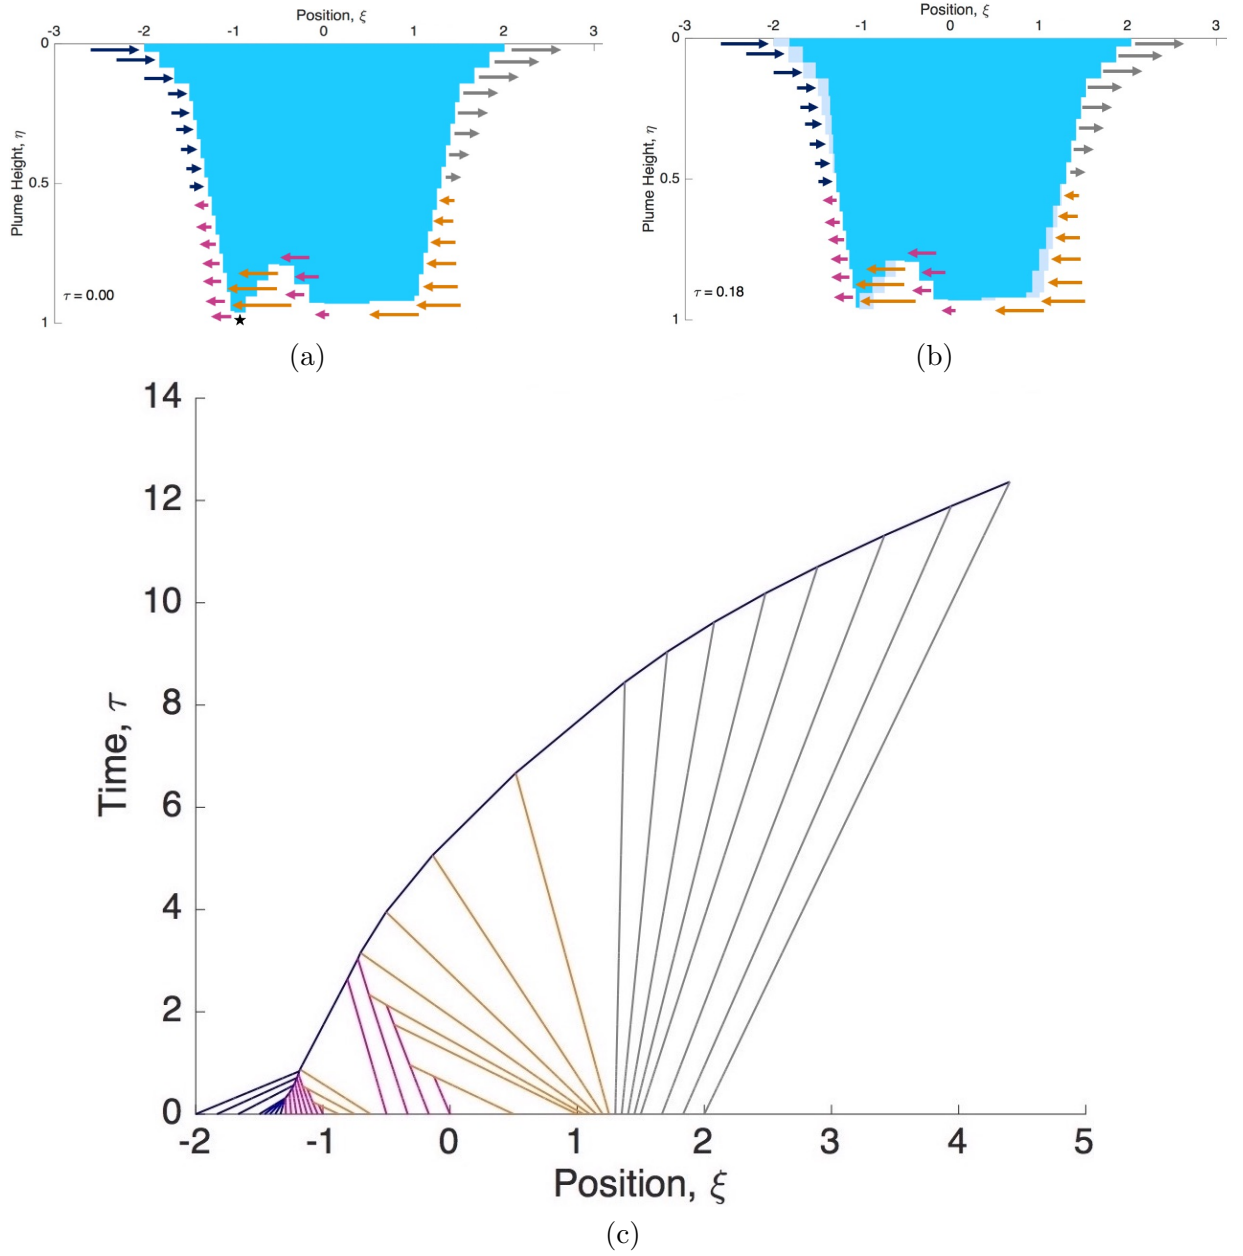 Position, ξ
-3 -2 -1 0 1 2 3
0
0.5
1
Plume Height, η
τ = 0.00
(a)
Position, ξ
-3 -2 -1 0 1 2 3
0
0.5
1
Plume Height, η
τ = 0.18
(b)
14
12
10
8
6
4
2
0
Time, τ
-2 -1 0 1 2 3 4 5
Position, ξ
(c)